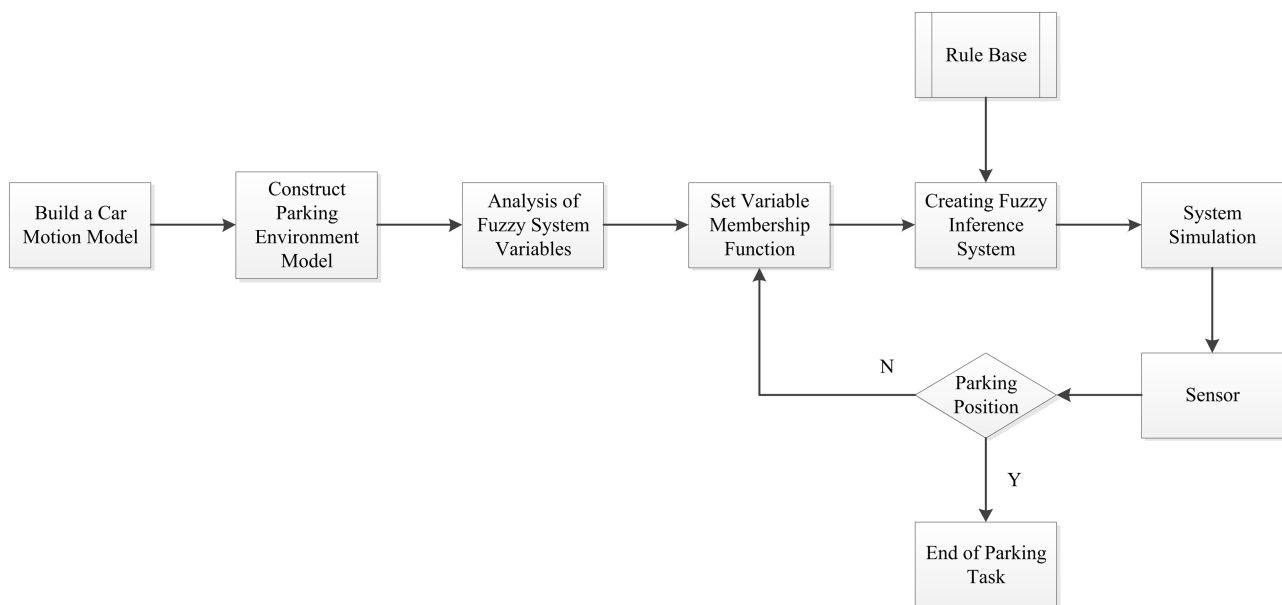 Rule Base
Build a Car
Motion Model
Construct
Parking
Environment
Model
Analysis of
Fuzzy System
Variables
Set Variable
Membership
Function
Creating Fuzzy
Inference
System
System
Simulation
N
Parking
Position
Sensor
Y
End of Parking
Task